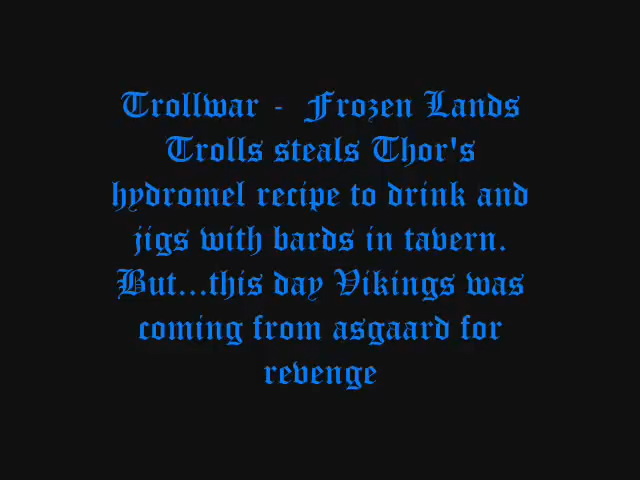 Trollwar -  Frozen Lands
Trolls steals Thor's
hydromel recipe to drink and
jigs with bards in tavern.
But...this day Vikings was
coming from asgaard for
revenge